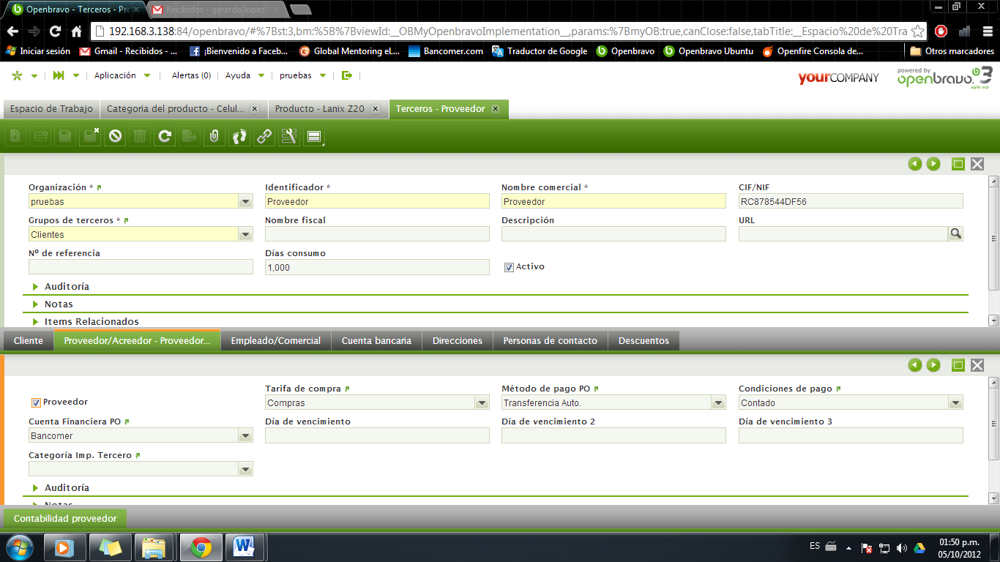 Openbravo - Terceros - Pro
Recibidos - gerardo.lopez
192.168.3.138:84/openbravo/#%7Bst:3,bm:%5B%7BviewId:__OBMyOpenbravoImplementation__,params:%7BmyOB:true,canClose:false,tabTitle:__Espacio%20de%20Tra
Iniciar sesión Gmail - Recibidos - ... ¡Bienvenido a Faceb... Global Mentoring eL... Bancomer.com Traductor de Google Openbravo Openbravo Ubuntu Openfire Consola de... Otros marcadores
Aplicación Alertas (0) Ayuda pruebas
yourCOMPANY
powered by
openbravo 3
agile erp
Espacio de Trabajo Categoria del producto - Celul... Producto - Lanix Z20 Terceros - Proveedor
Organización * Identificador * Nombre comercial * CIF/NIF
pruebas Proveedor Proveedor RC878544DF56
Grupos de terceros * Nombre fiscal Descripción URL
Clientes
Nº de referencia Días consumo
1,000 Activo
Auditoría
Notas
Items Relacionados
Cliente Proveedor/Acreedor - Proveedor... Empleado/Comercial Cuenta bancaria Direcciones Personas de contacto Descuentos
Tarifa de compra Método de pago PO Condiciones de pago
Proveedor Compras Transferencia Auto. Contado
Cuenta Financiera PO Día de vencimiento Día de vencimiento 2 Día de vencimiento 3
Bancomer
Categoría Imp. Tercero
Auditoría
Notas
Contabilidad proveedor
ES
01:50 p.m.
05/10/2012